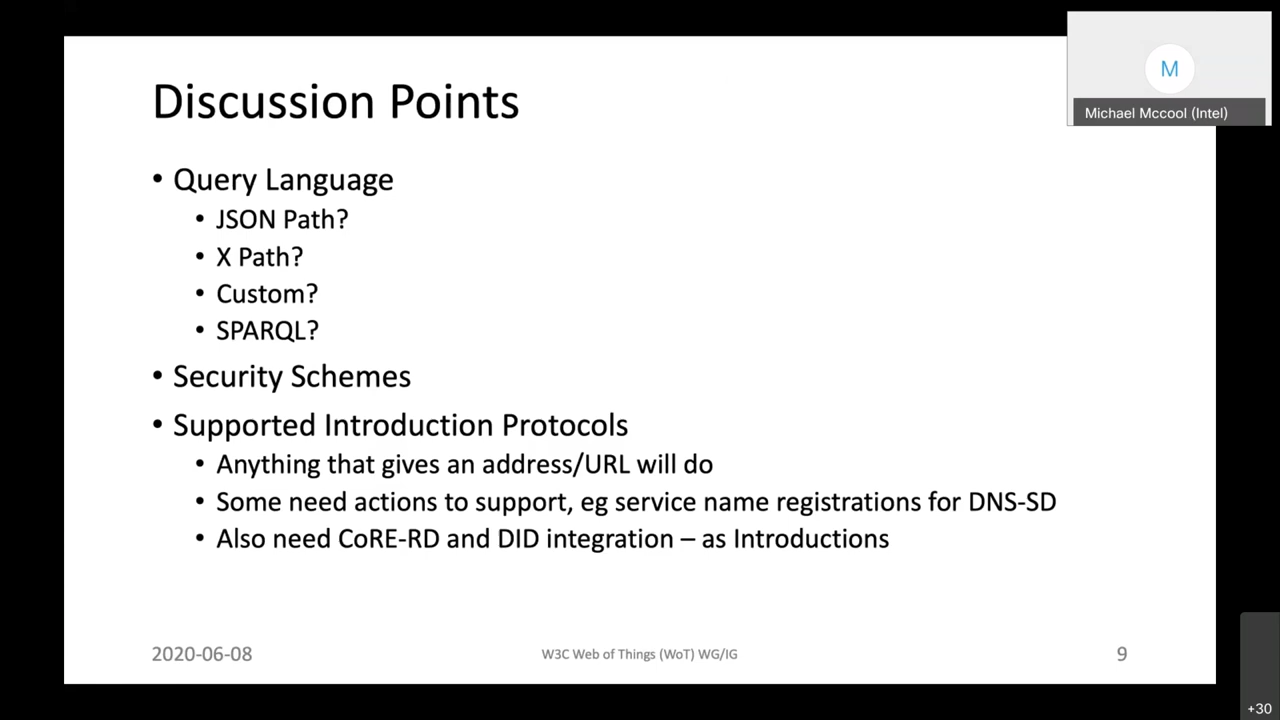 Discussion Points
M
Michael Mccool (Intel)
• Query Language
• JSON Path?
• X Path?
• Custom?
• SPARQL?
• Security Schemes
• Supported Introduction Protocols
• Anything that gives an address/URL will do
• Some need actions to support, eg service name registrations for DNS-SD
• Also need CoRE-RD and DID integration – as Introductions
2020-06-08
W3C Web of Things (WoT) WG/IG
9
+30